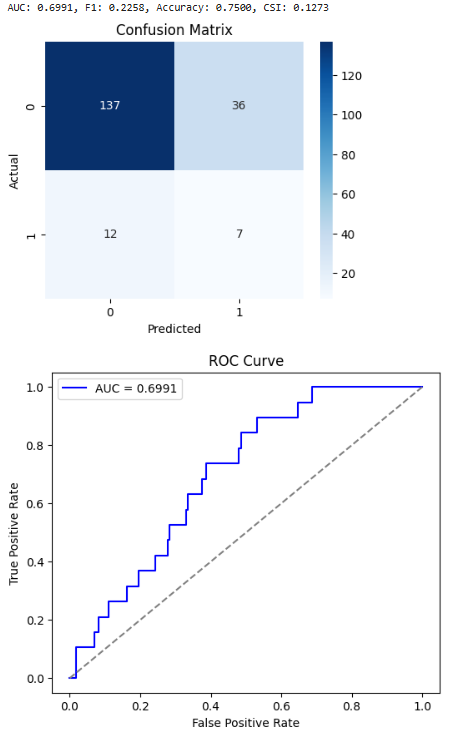 AUC: 0.6991, F1: 0.2258, Accuracy: 0.7500, CSI: 0.1273
Confusion Matrix
Actual
0
137
36
1
12
7
0
1
Predicted
120
100
80
60
40
20
ROC Curve
AUC = 0.6991
True Positive Rate
1.0
0.8
0.6
0.4
0.2
0.0
0.0 0.2 0.4 0.6 0.8 1.0
False Positive Rate